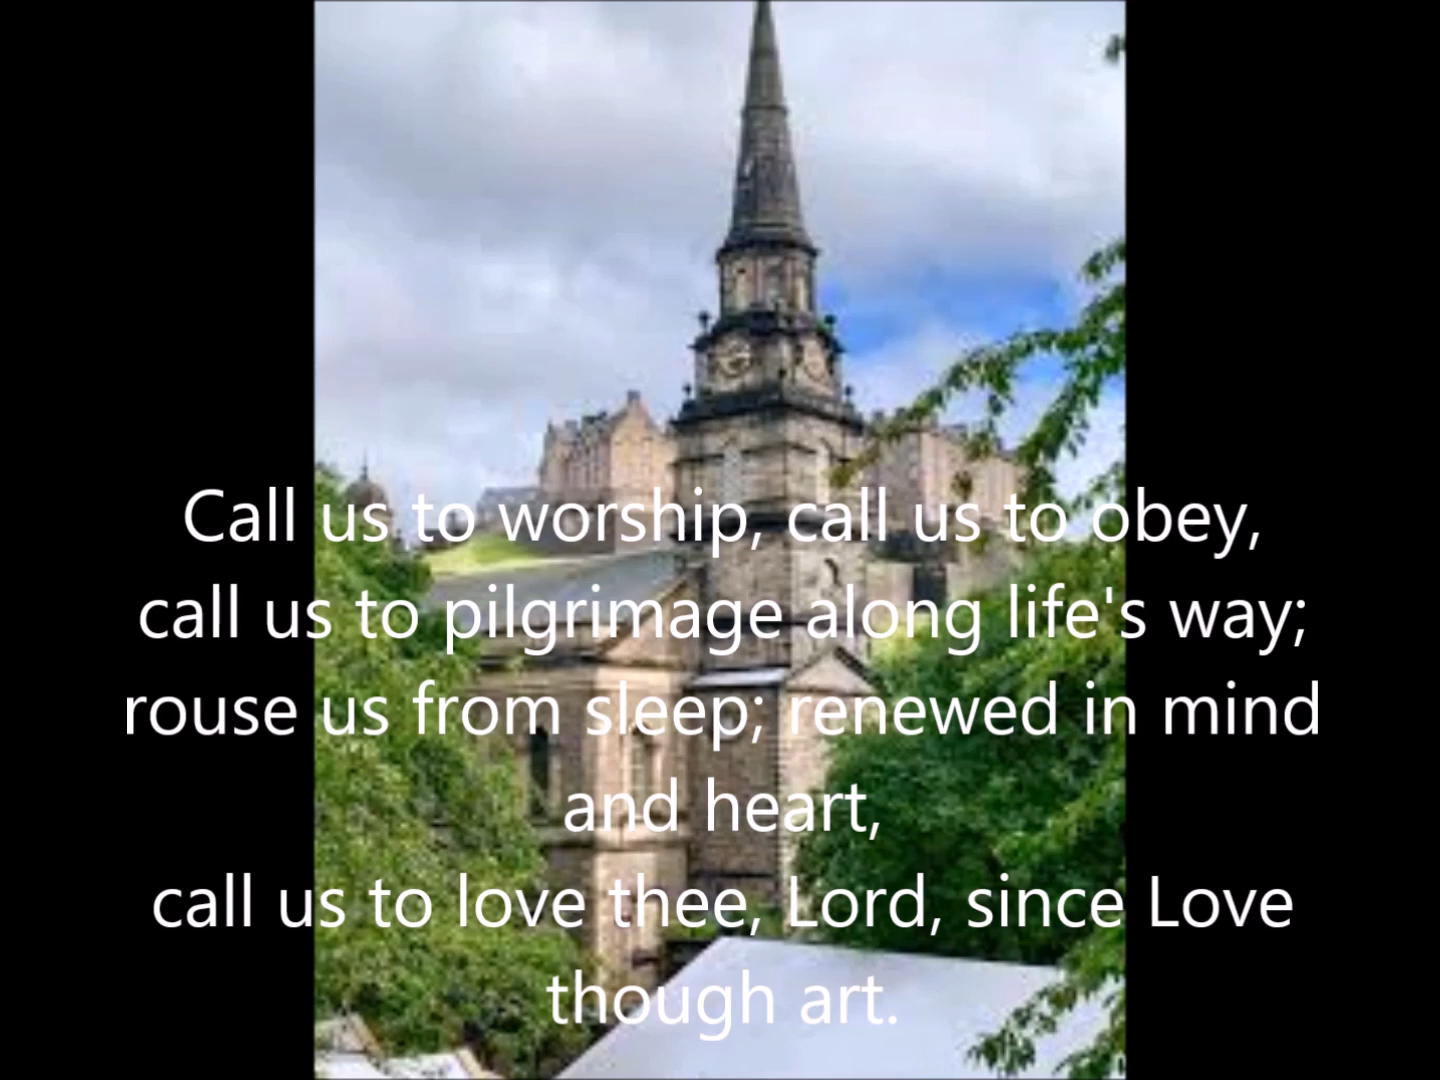 Call us to worship, call us to obey,
call us to pilgrimage along life's way;
rouse us from sleep; renewed in mind
and heart,
call us to love thee, Lord, since Love
though art.